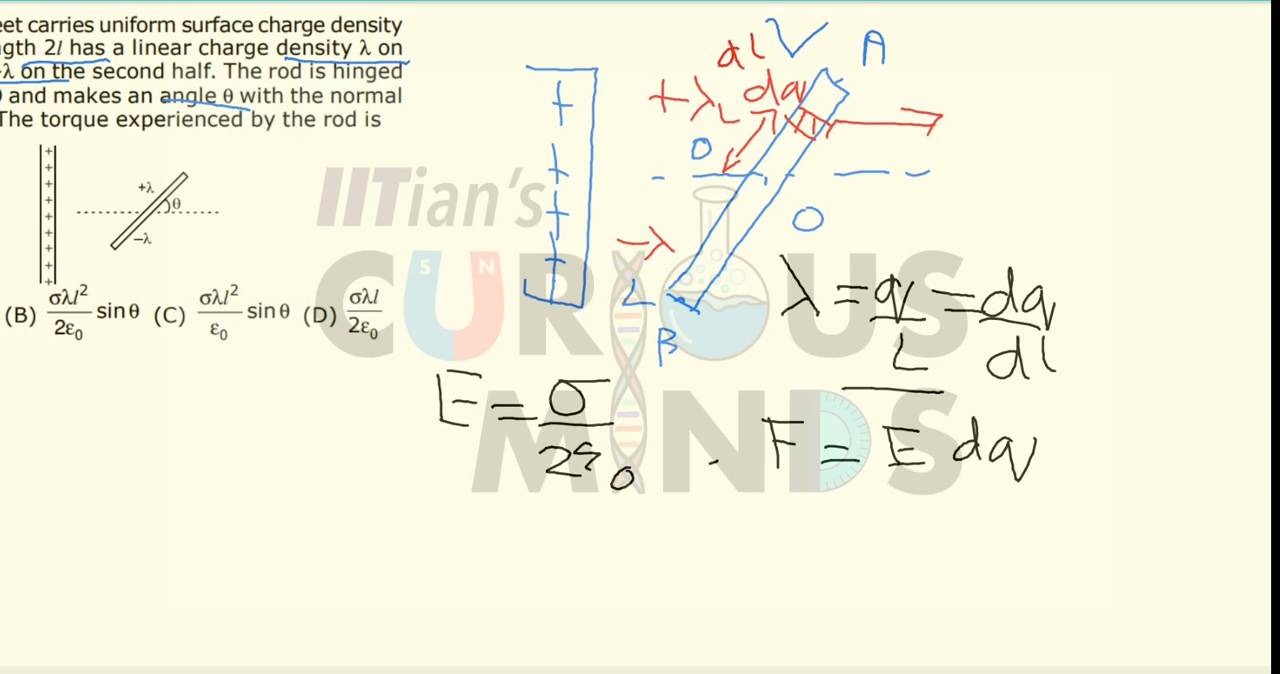 eet carries uniform surface charge density
gth 2l has a linear charge density λ on
λ on the second half. The rod is hinged
and makes an angle θ with the normal
The torque experienced by the rod is
+λ
θ
−λ
(B) σλl²/2ε₀ sin θ (C) σλl²/ε₀ sin θ (D) σλl/2ε₀
dl
A
+λ
L
dq
O
O
−λ
L
B
λ = q/L = dq/dl
E = σ/2ε₀
F = E dq
IITian's
CURIOUS
S N
MINDS